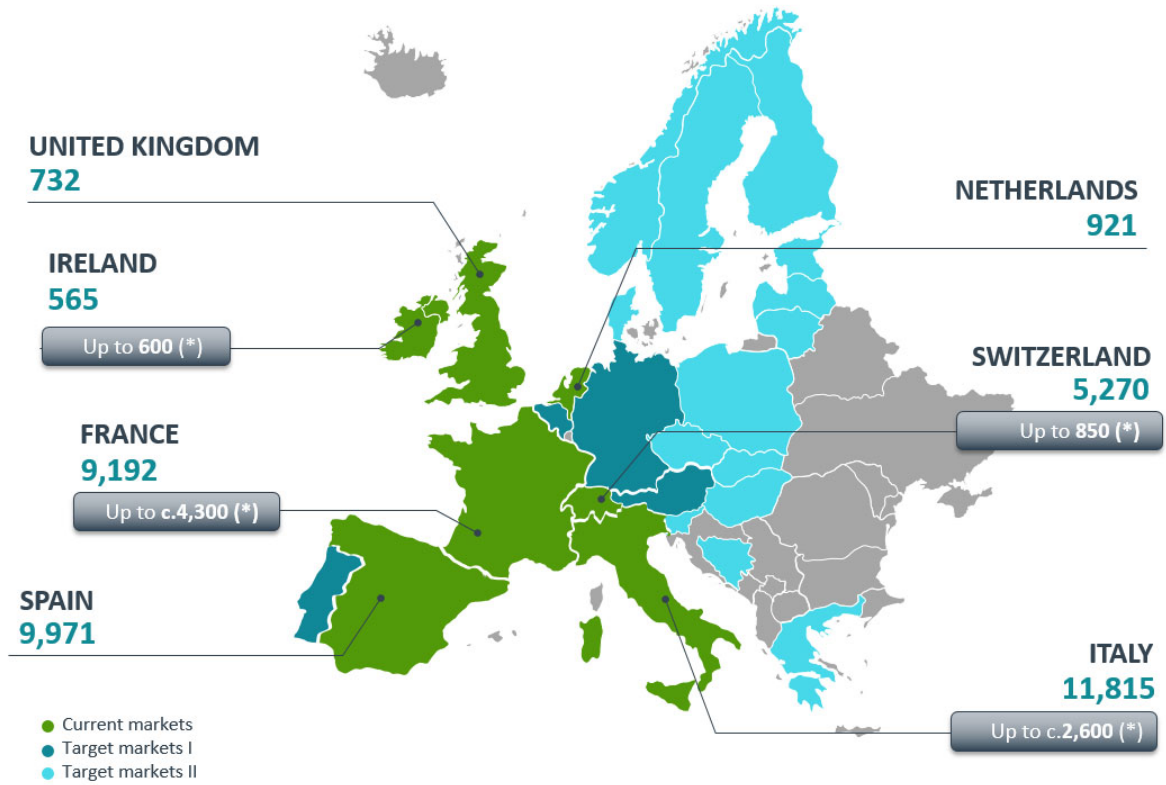 UNITED KINGDOM
732
NETHERLANDS
921
IRELAND
565
Up to 600 (*)
SWITZERLAND
5,270
Up to 850 (*)
FRANCE
9,192
Up to c.4,300 (*)
SPAIN
9,971
ITALY
11,815
Up to c.2,600 (*)
Current markets
Target markets I
Target markets II